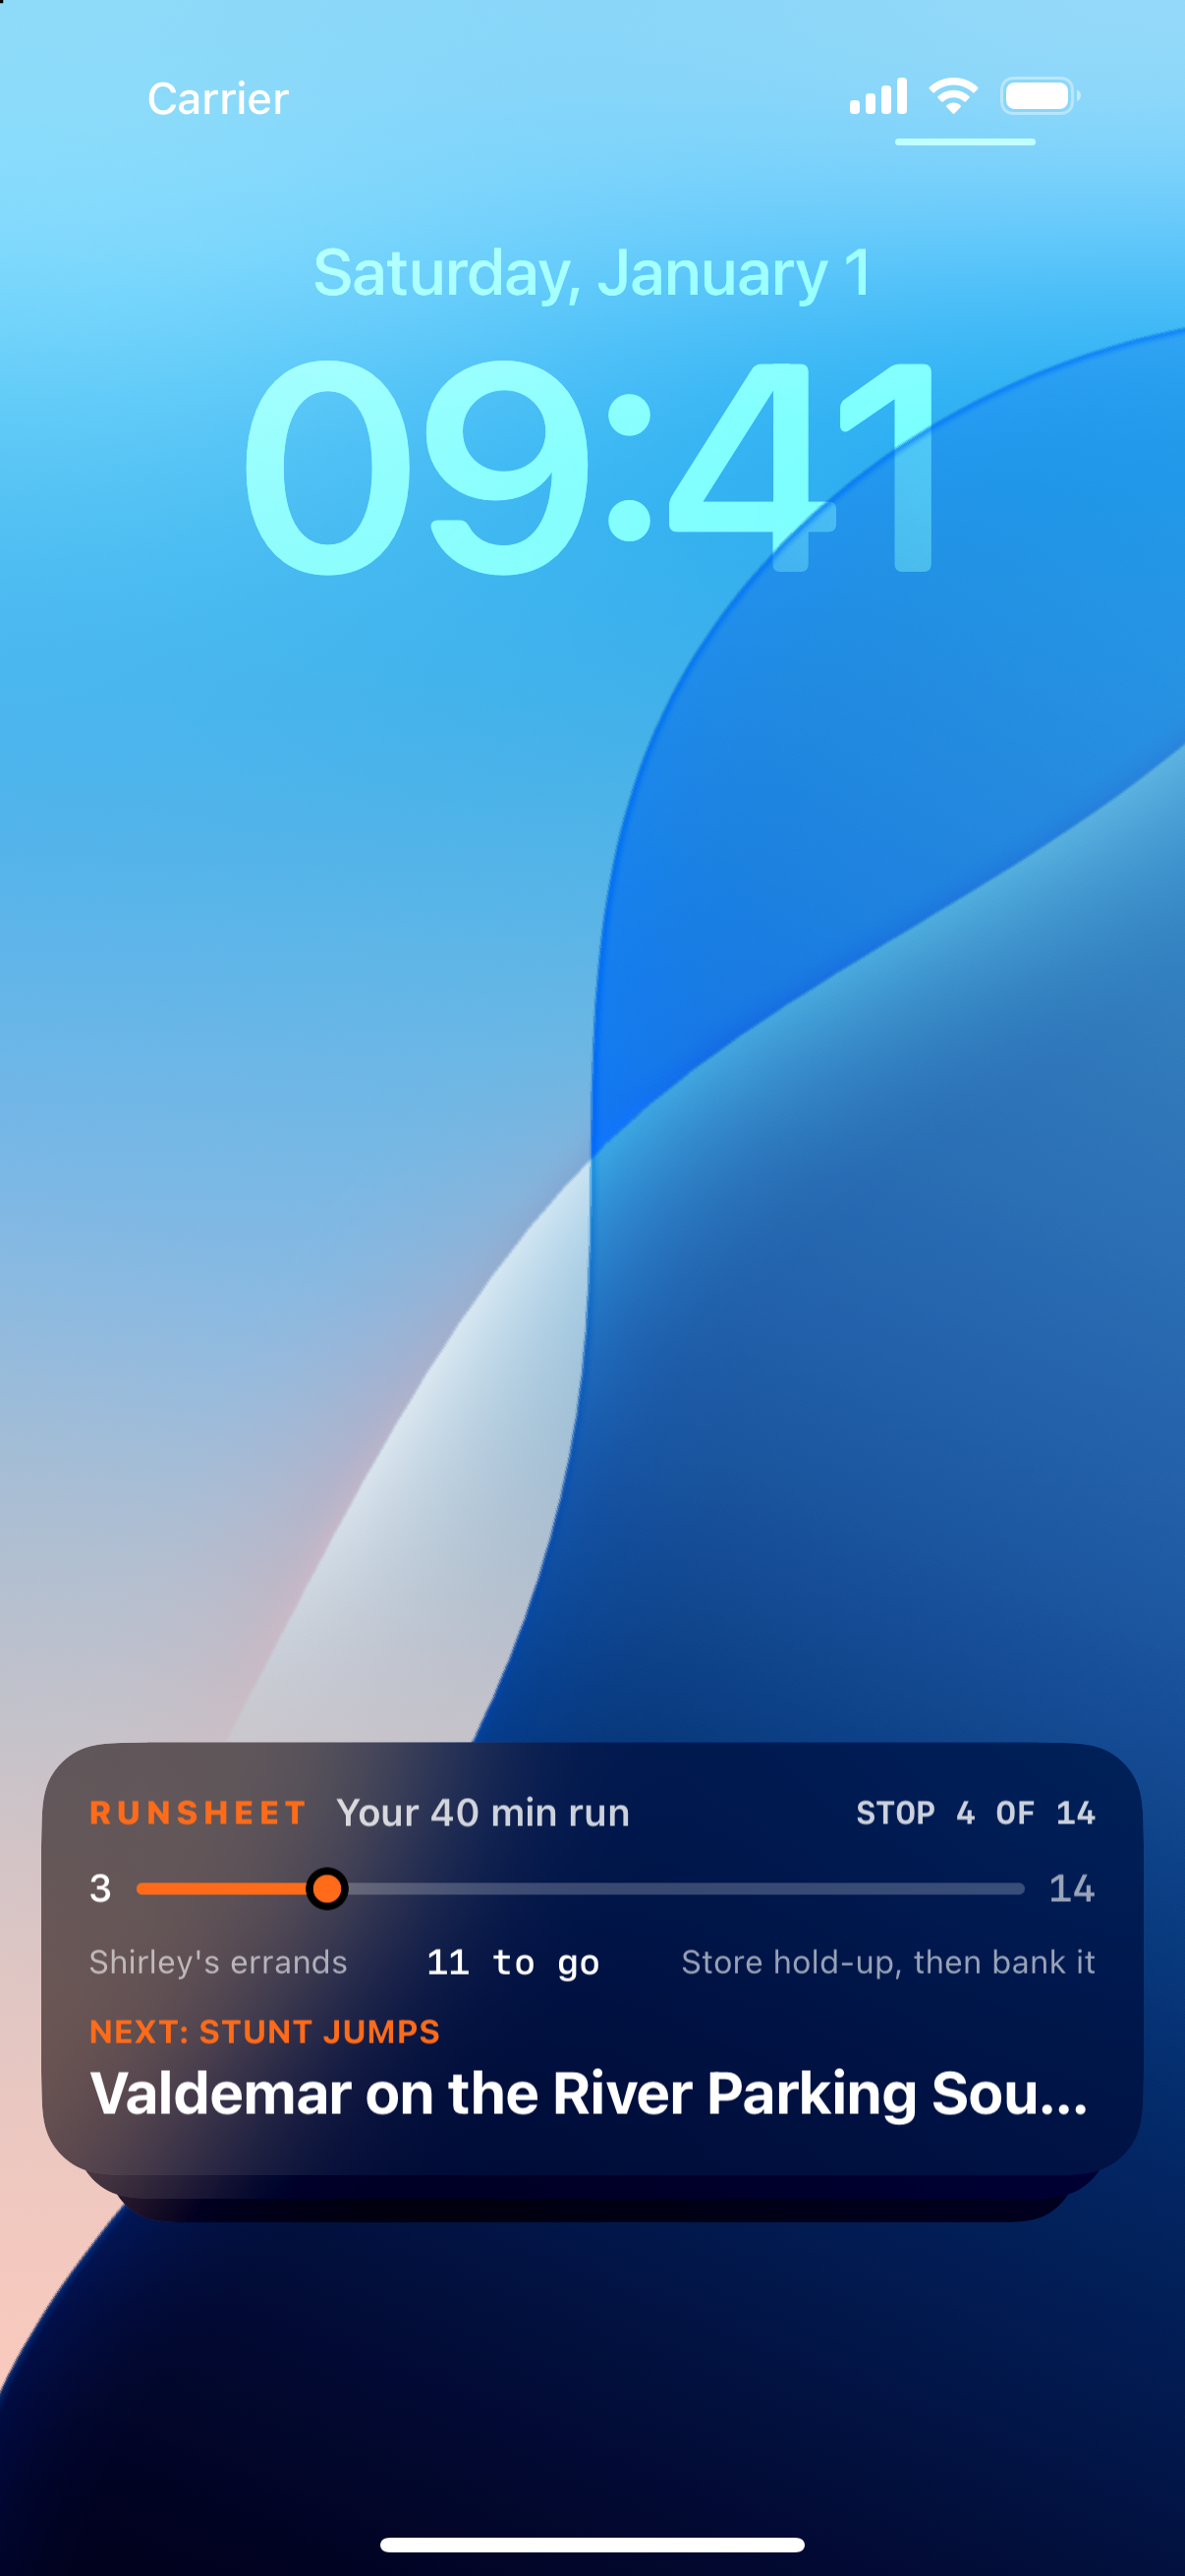 Carrier
Saturday, January 1
09:41
RUNSHEET Your 40 min run STOP 4 OF 14
3 14
Shirley's errands 11 to go Store hold-up, then bank it
NEXT: STUNT JUMPS
Valdemar on the River Parking Sou...